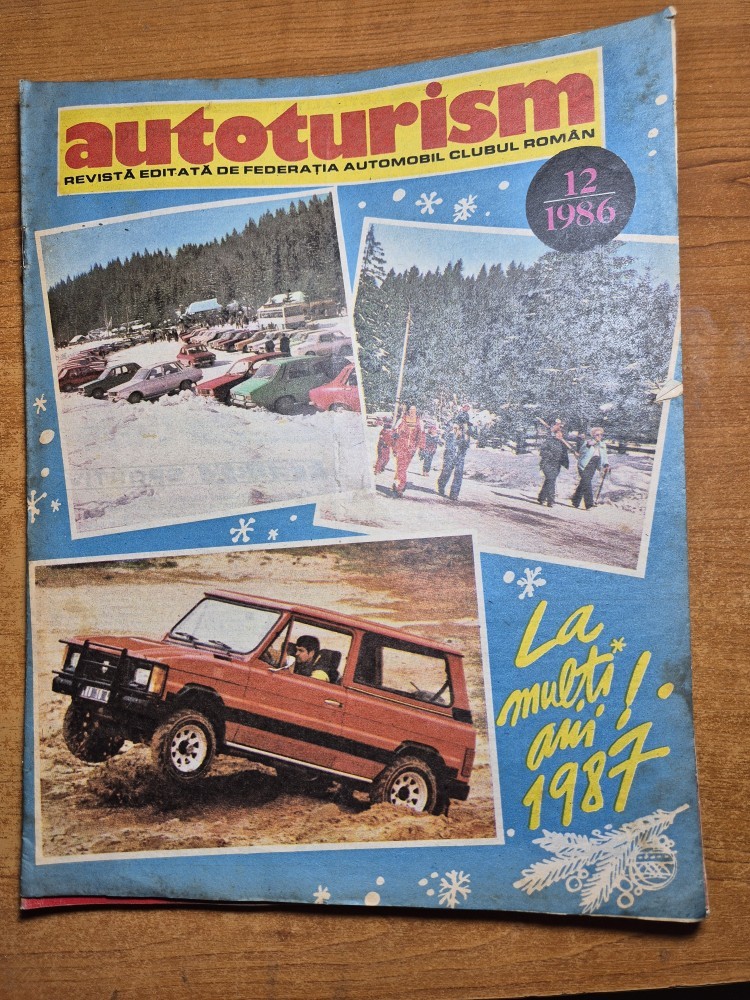 autoturism
REVISTĂ EDITATĂ DE FEDERAȚIA AUTOMOBIL CLUBUL ROMÂN
12
1986
La
mulți
ani!
1987